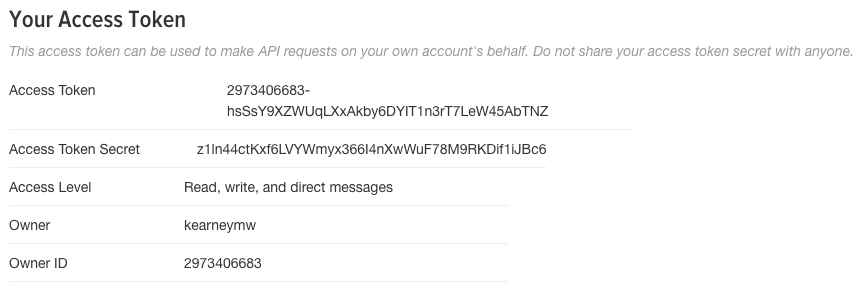 Your Access Token
This access token can be used to make API requests on your own account's behalf. Do not share your access token secret with anyone.
Access Token 2973406683-
hsSsY9XZWUqLXxAkby6DYIT1n3rT7LeW45AbTNZ
Access Token Secret z1ln44ctKxf6LVYWmyx366I4nXwWuF78M9RKDif1iJBc6
Access Level Read, write, and direct messages
Owner kearneymw
Owner ID 2973406683